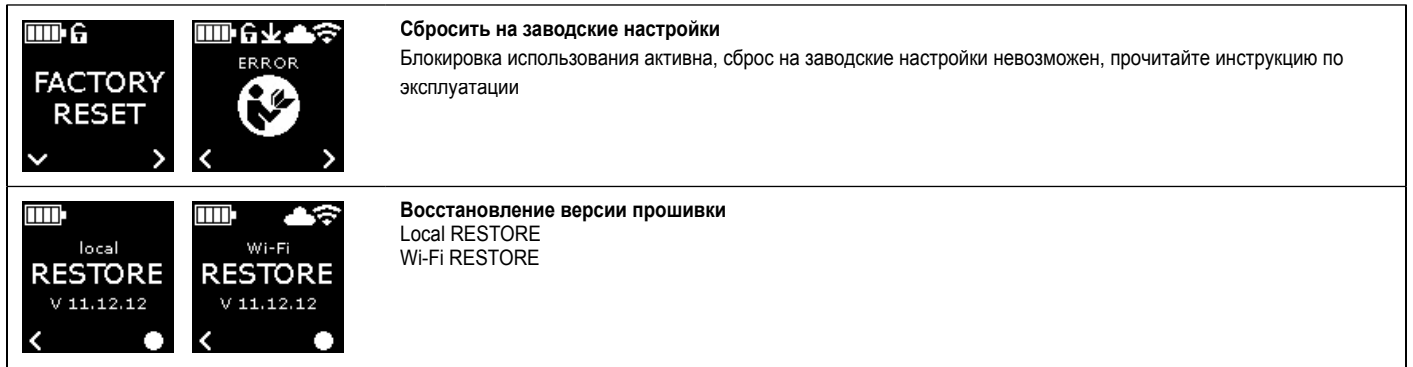 FACTORY
RESET
ERROR
Сбросить на заводские настройки
Блокировка использования активна, сброс на заводские настройки невозможен, прочитайте инструкцию по
эксплуатации
local
RESTORE
V 11.12.12
Wi-Fi
RESTORE
V 11.12.12
Восстановление версии прошивки
Local RESTORE
Wi-Fi RESTORE